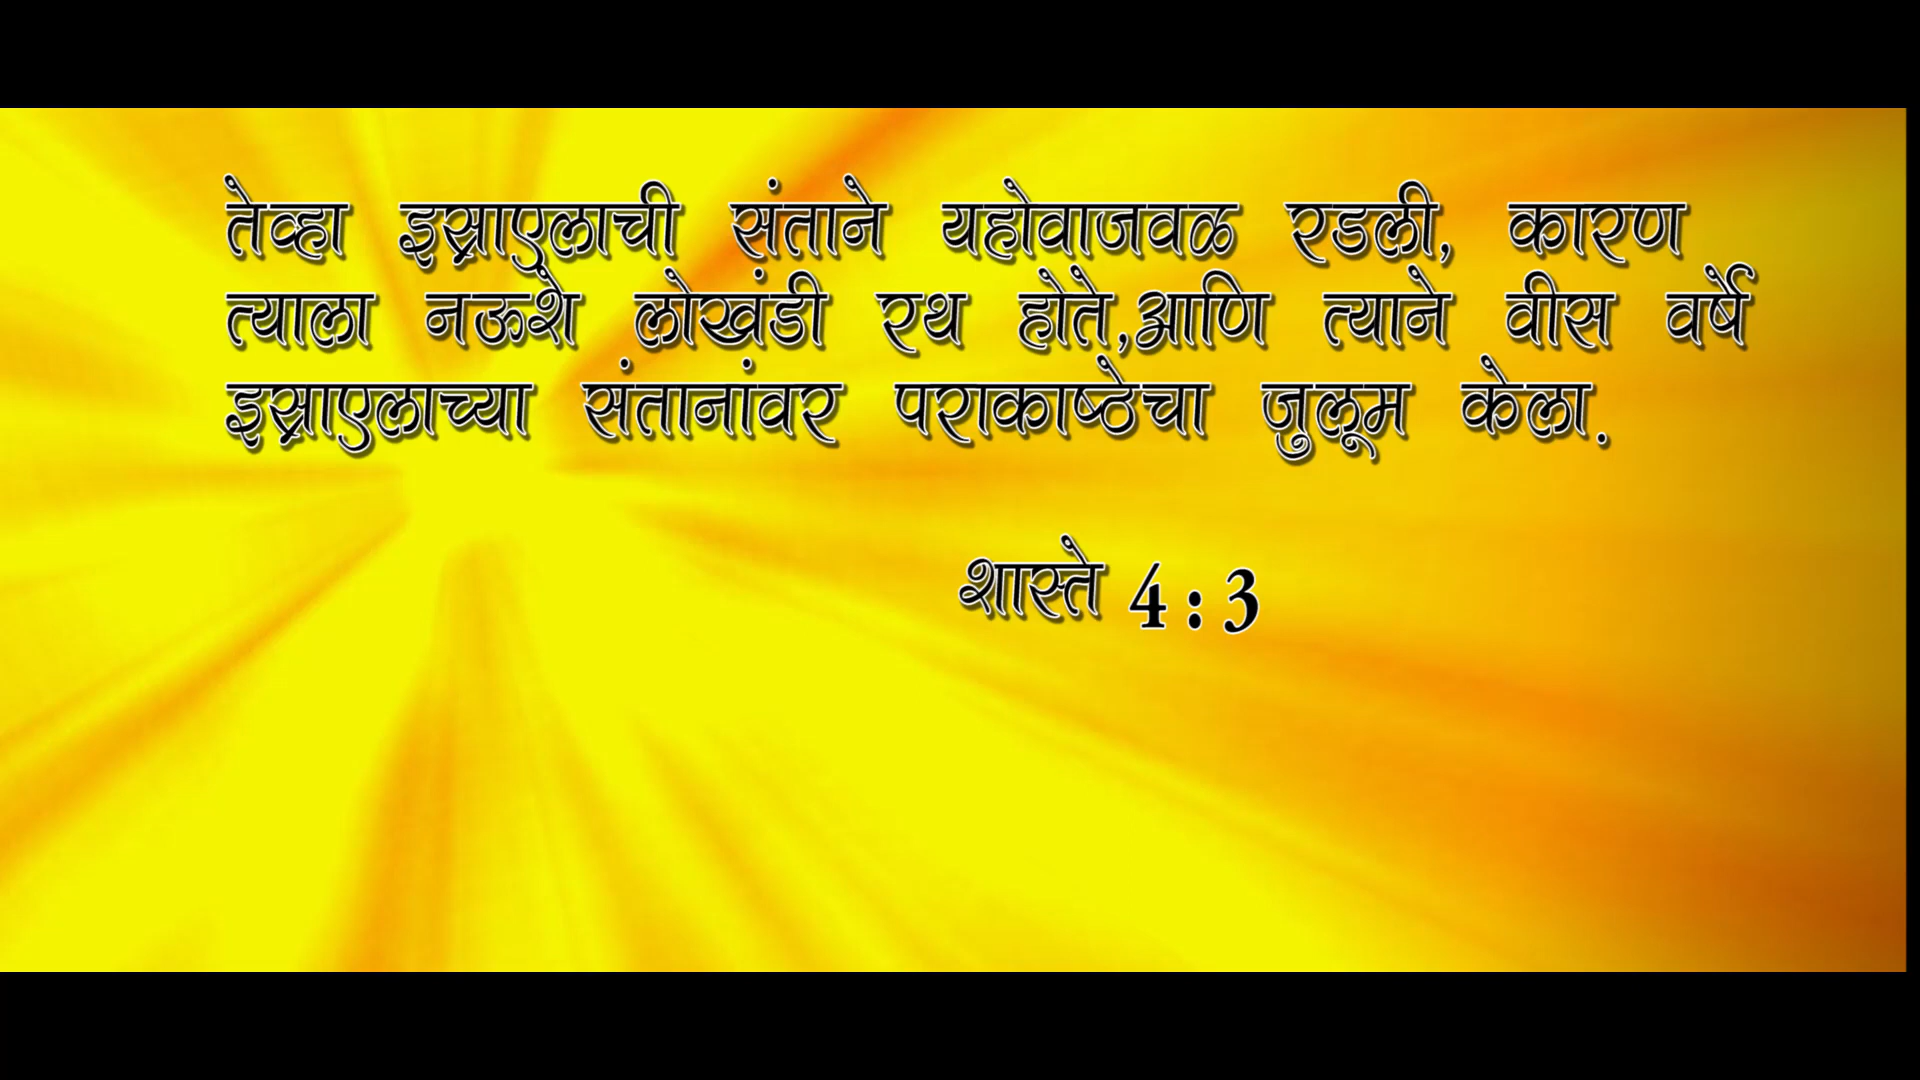 तेव्हा इस्राएलाची संताने यहोवाजवळ रडली, कारण
त्याला नऊशे लोखंडी रथ होते,आणि त्याने वीस वर्षे
इस्राएलाच्या संतानांवर पराकाष्ठेचा जुलूम केला.
शास्ते 4 : 3